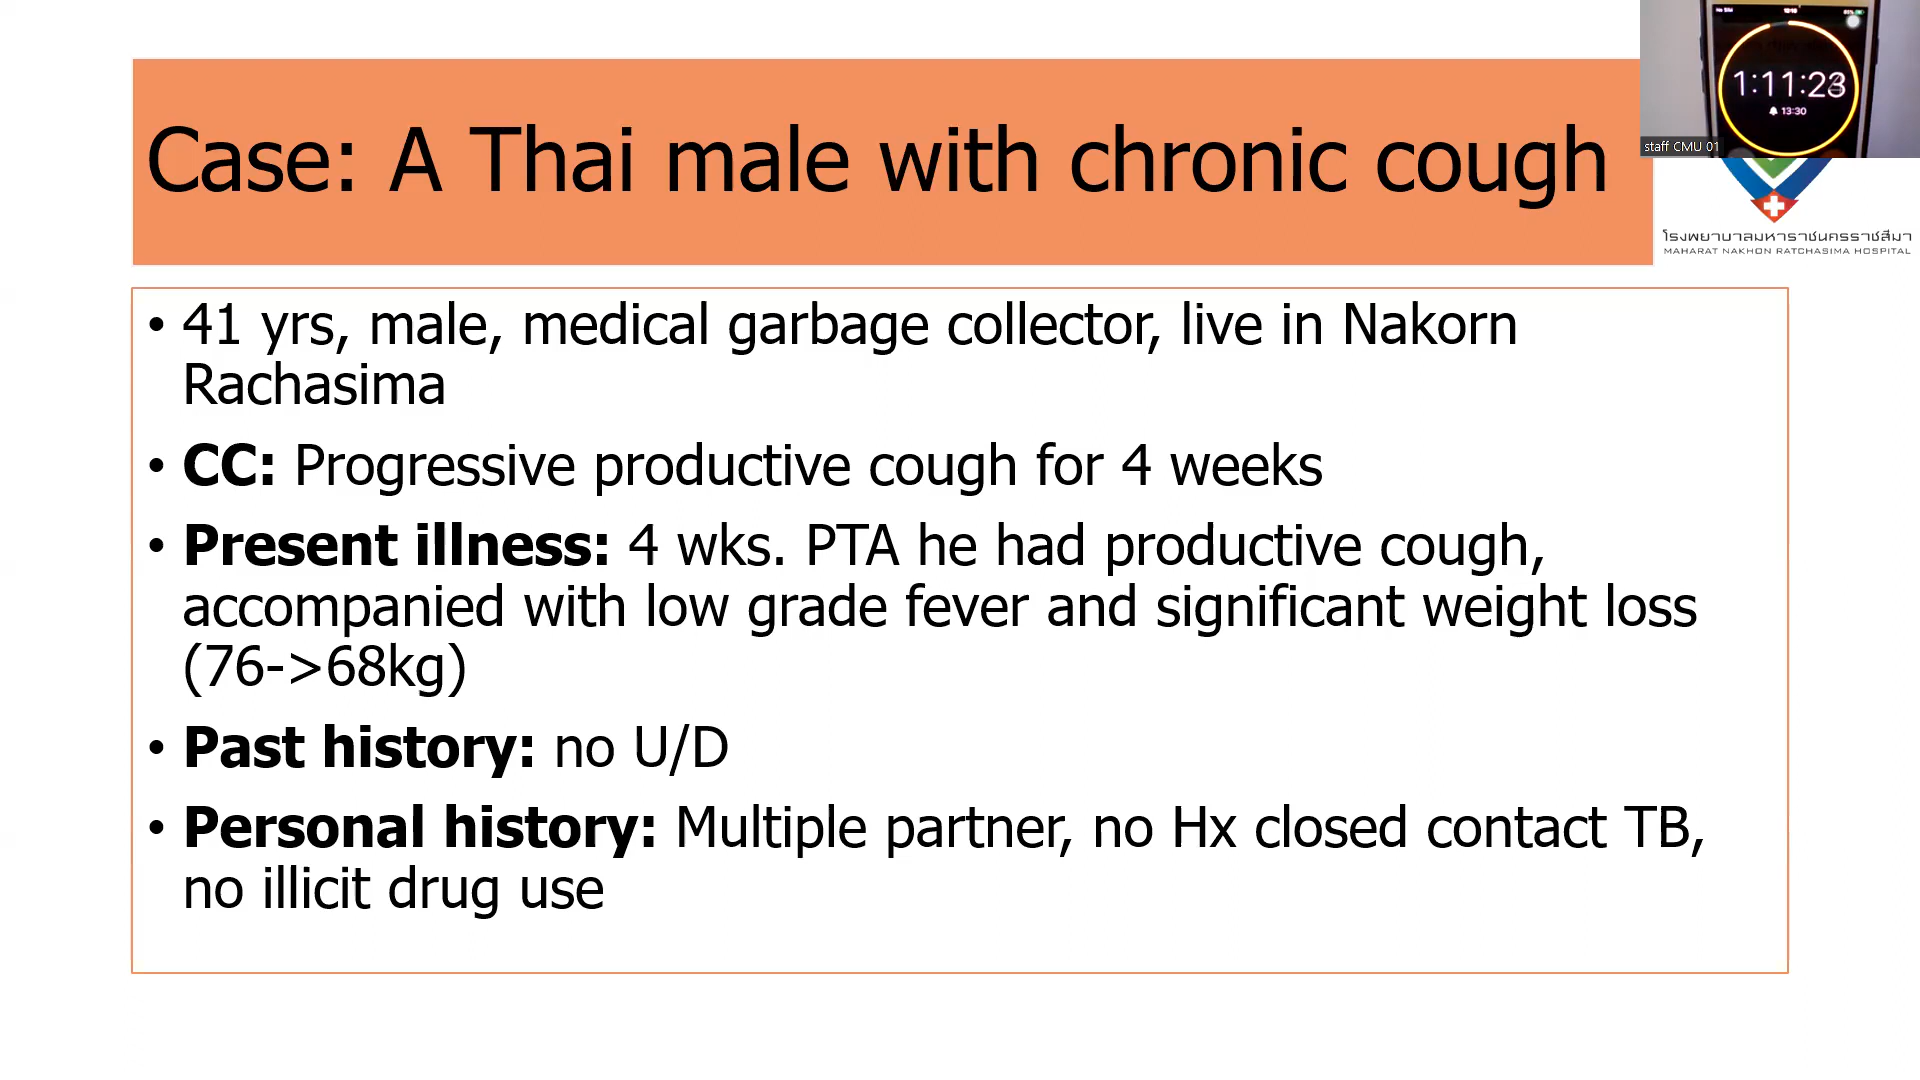 Case: A Thai male with chronic cough
No SIM
1:11:23
13:30
staff CMU 01
โรงพยาบาลมหาราชนครราชสีมา
MAHARAT NAKHON RATCHASIMA HOSPITAL
• 41 yrs, male, medical garbage collector, live in Nakorn
Rachasima
• CC: Progressive productive cough for 4 weeks
• Present illness: 4 wks. PTA he had productive cough,
accompanied with low grade fever and significant weight loss
(76->68kg)
• Past history: no U/D
• Personal history: Multiple partner, no Hx closed contact TB,
no illicit drug use